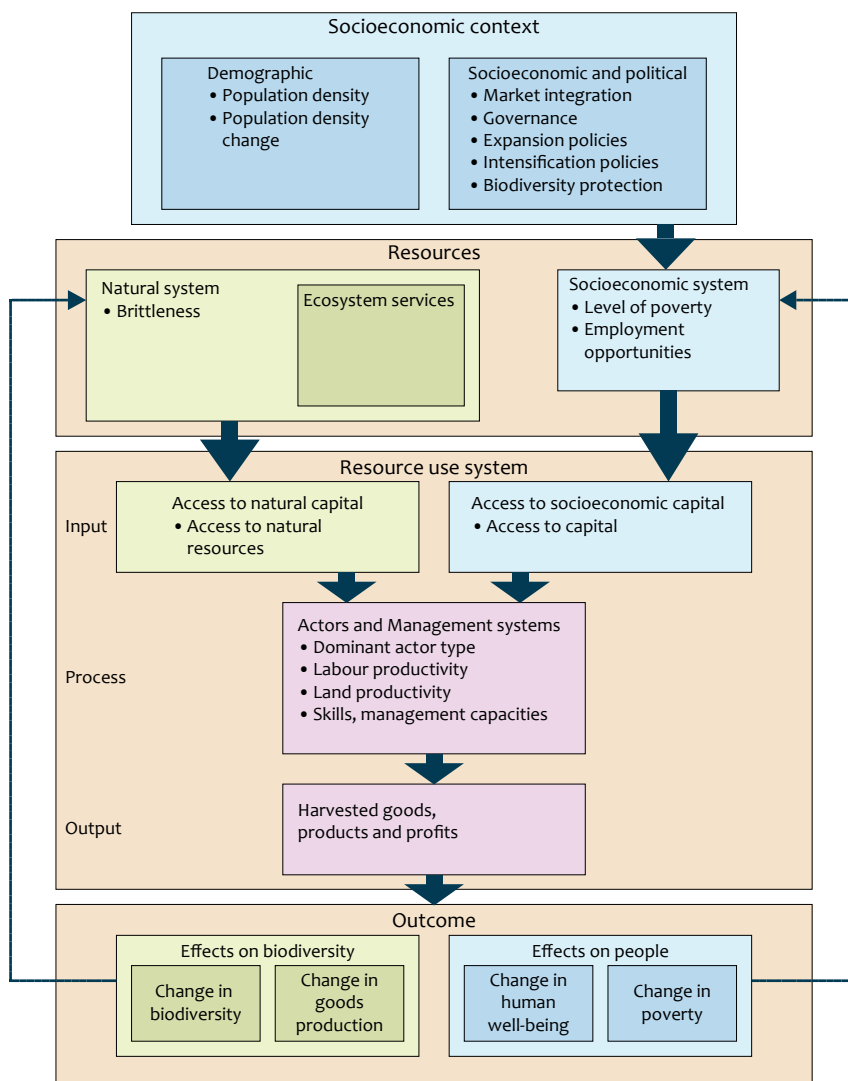 Socioeconomic context
Demographic
• Population density
• Population density
change
Socioeconomic and political
• Market integration
• Governance
• Expansion policies
• Intensification policies
• Biodiversity protection
Resources
Natural system
• Brittleness
Ecosystem services
Socioeconomic system
• Level of poverty
• Employment
opportunities
Resource use system
Input
Access to natural capital
• Access to natural
resources
Access to socioeconomic capital
• Access to capital
Process
Actors and Management systems
• Dominant actor type
• Labour productivity
• Land productivity
• Skills, management capacities
Output
Harvested goods,
products and profits
Outcome
Effects on biodiversity
Change in
biodiversity
Change in
goods
production
Effects on people
Change in
human
well-being
Change in
poverty